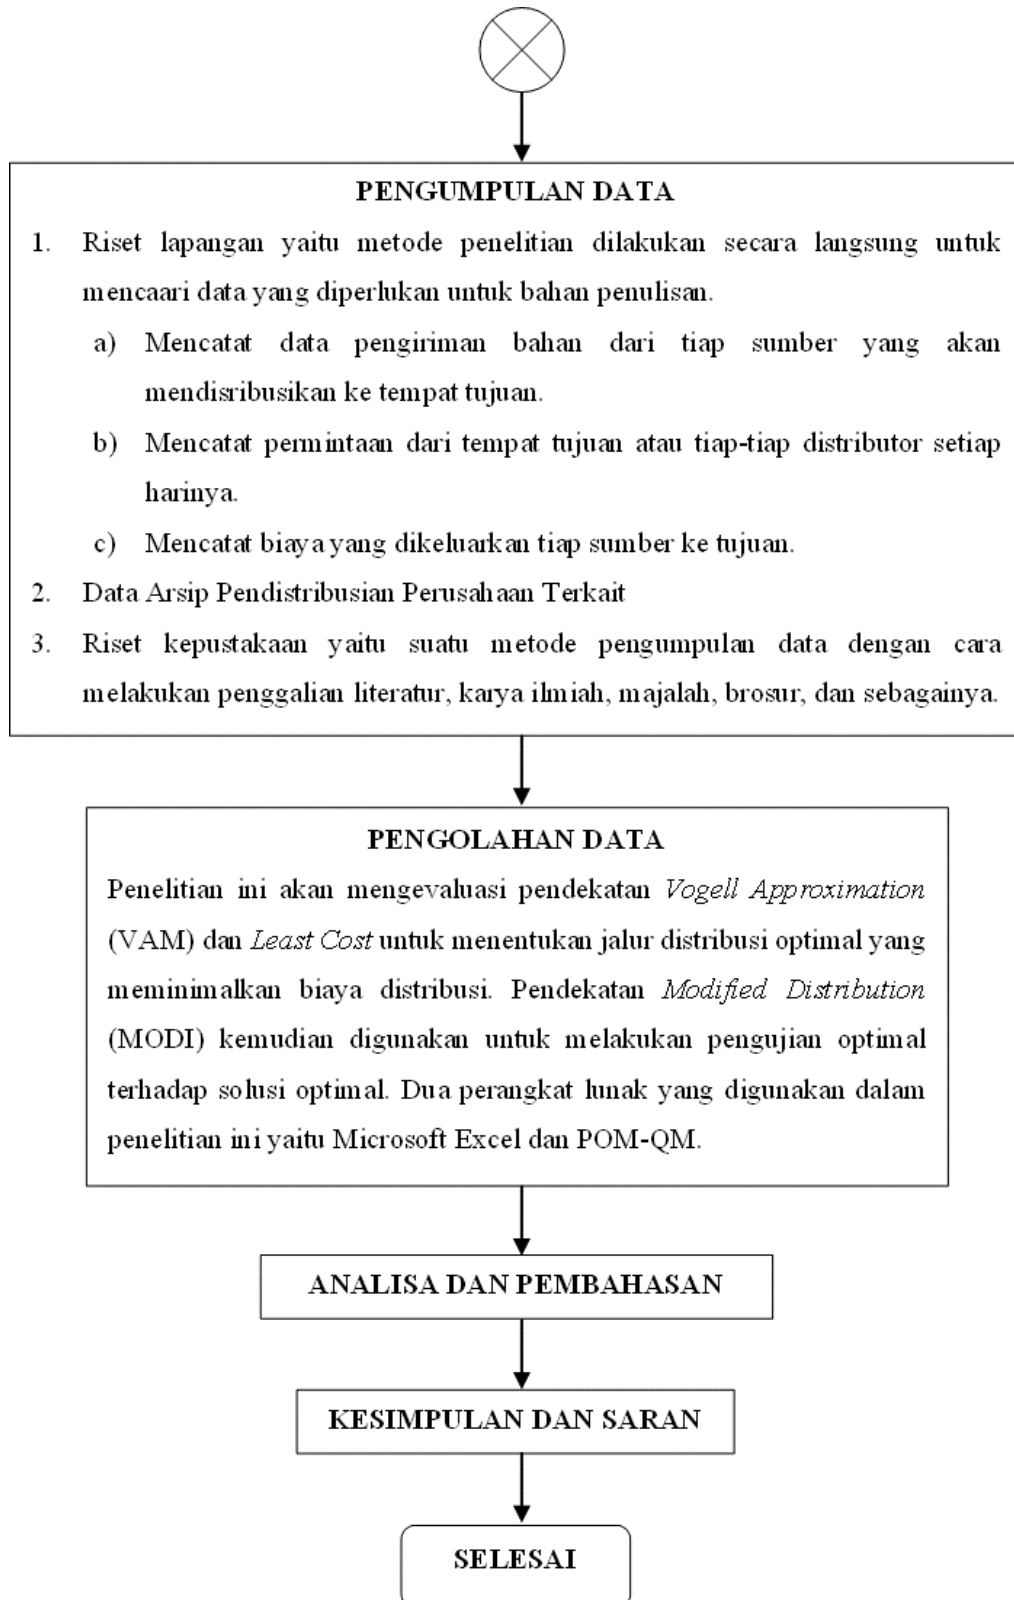 PENGUMPULAN DATA
1. Riset lapangan yaitu metode penelitian dilakukan secara langsung untuk
mencaari data yang diperlukan untuk bahan penulisan.
a) Mencatat data pengiriman bahan dari tiap sumber yang akan
mendisribusikan ke tempat tujuan.
b) Mencatat permintaan dari tempat tujuan atau tiap-tiap distributor setiap
harinya.
c) Mencatat biaya yang dikeluarkan tiap sumber ke tujuan.
2. Data Arsip Pendistribusian Perusahaan Terkait
3. Riset kepustakaan yaitu suatu metode pengumpulan data dengan cara
melakukan penggalian literatur, karya ilmiah, majalah, brosur, dan sebagainya.
PENGOLAHAN DATA
Penelitian ini akan mengevaluasi pendekatan Vogell Approximation
(VAM) dan Least Cost untuk menentukan jalur distribusi optimal yang
meminimalkan biaya distribusi. Pendekatan Modified Distribution
(MODI) kemudian digunakan untuk melakukan pengujian optimal
terhadap solusi optimal. Dua perangkat lunak yang digunakan dalam
penelitian ini yaitu Microsoft Excel dan POM-QM.
ANALISA DAN PEMBAHASAN
KESIMPULAN DAN SARAN
SELESAI